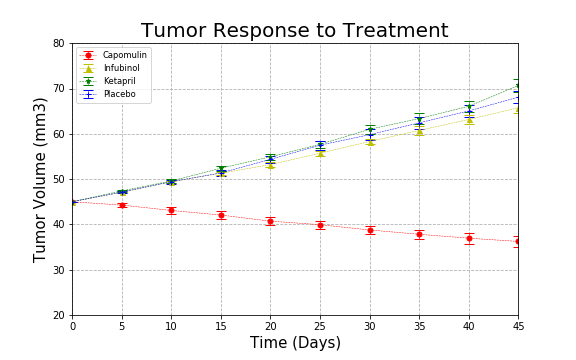 Tumor Response to Treatment
80
70
60
50
40
30
20
Tumor Volume (mm3)
Capomulin
Infubinol
Ketapril
Placebo
0 5 10 15 20 25 30 35 40 45
Time (Days)